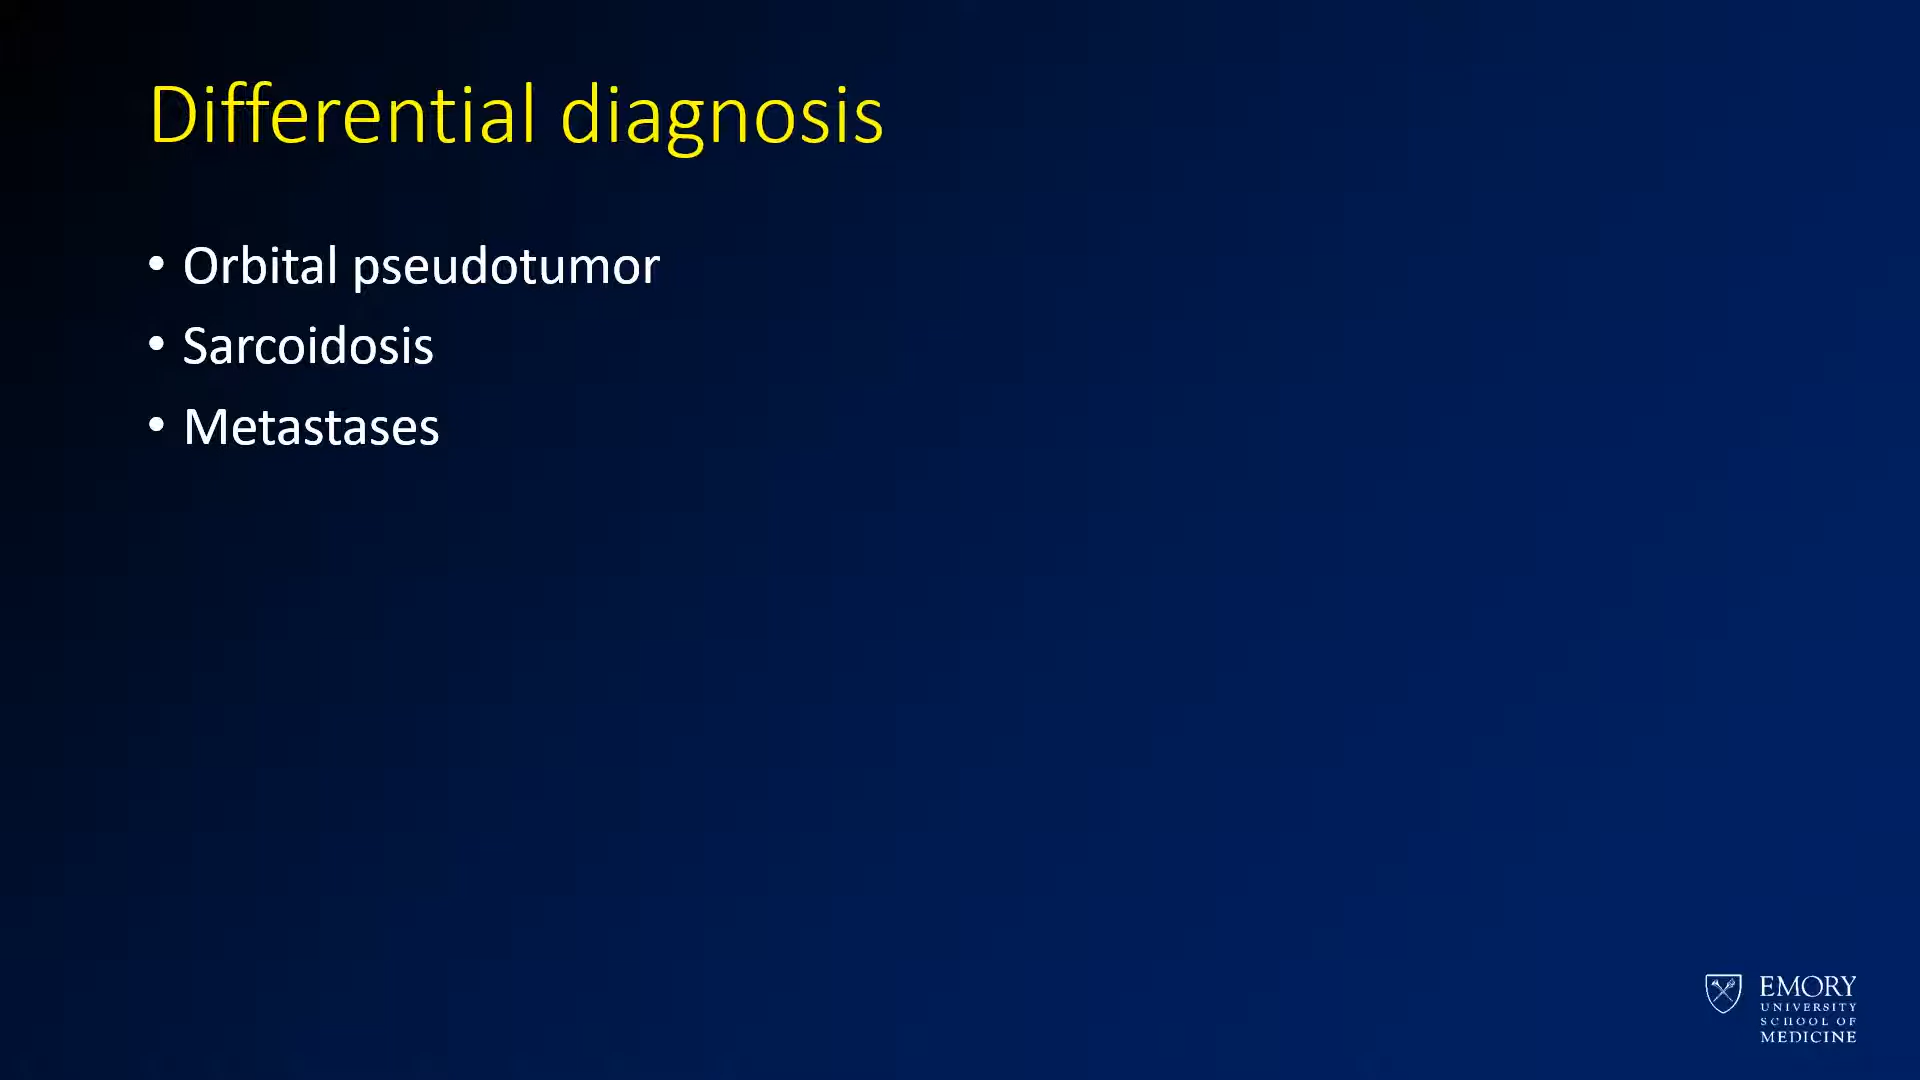 Differential diagnosis
• Orbital pseudotumor
• Sarcoidosis
• Metastases
EMORY
UNIVERSITY
SCHOOL OF
MEDICINE